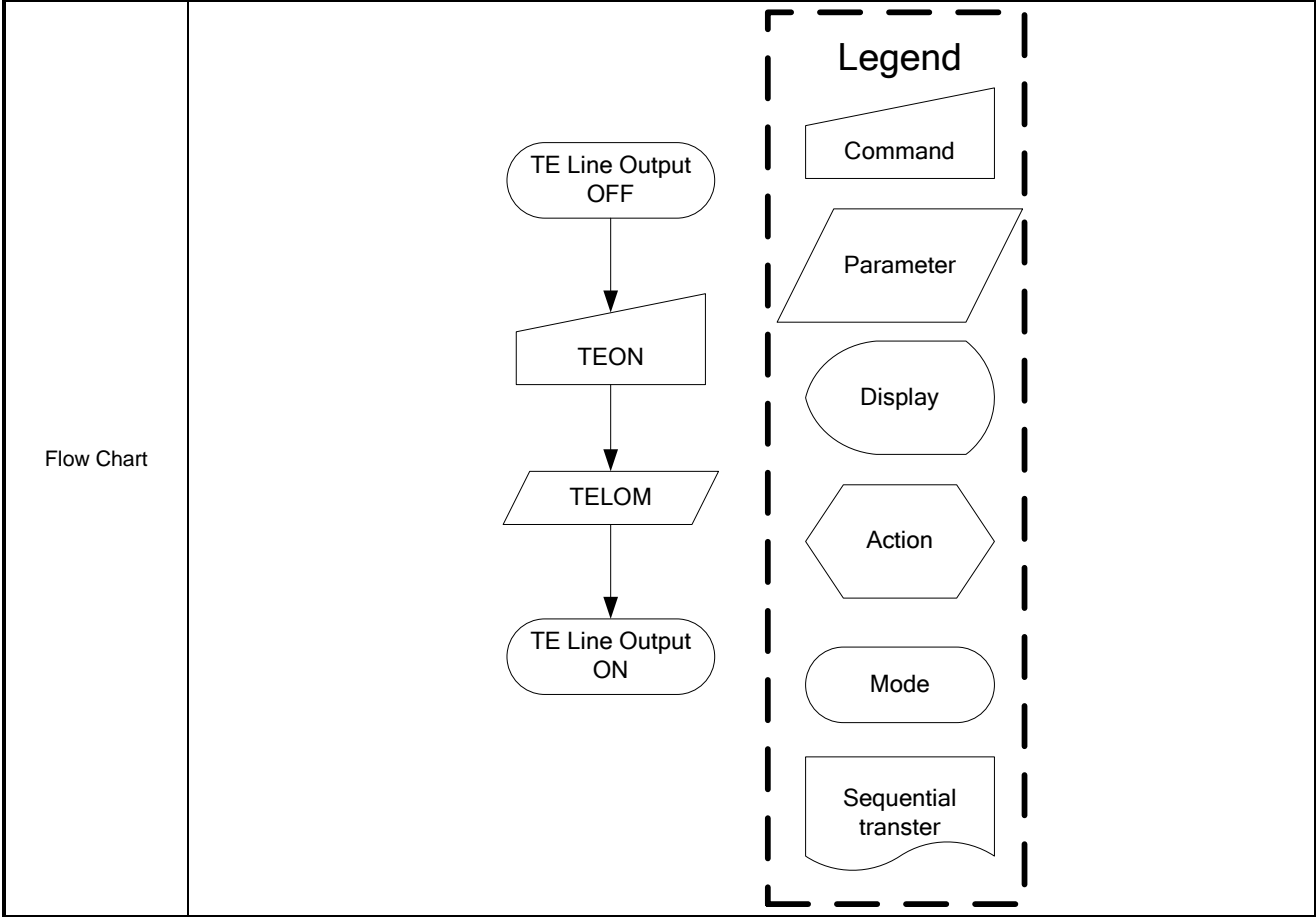 Flow Chart
TE Line Output
OFF
TEON
TELOM
TE Line Output
ON
Legend
Command
Parameter
Display
Action
Mode
Sequential
transter